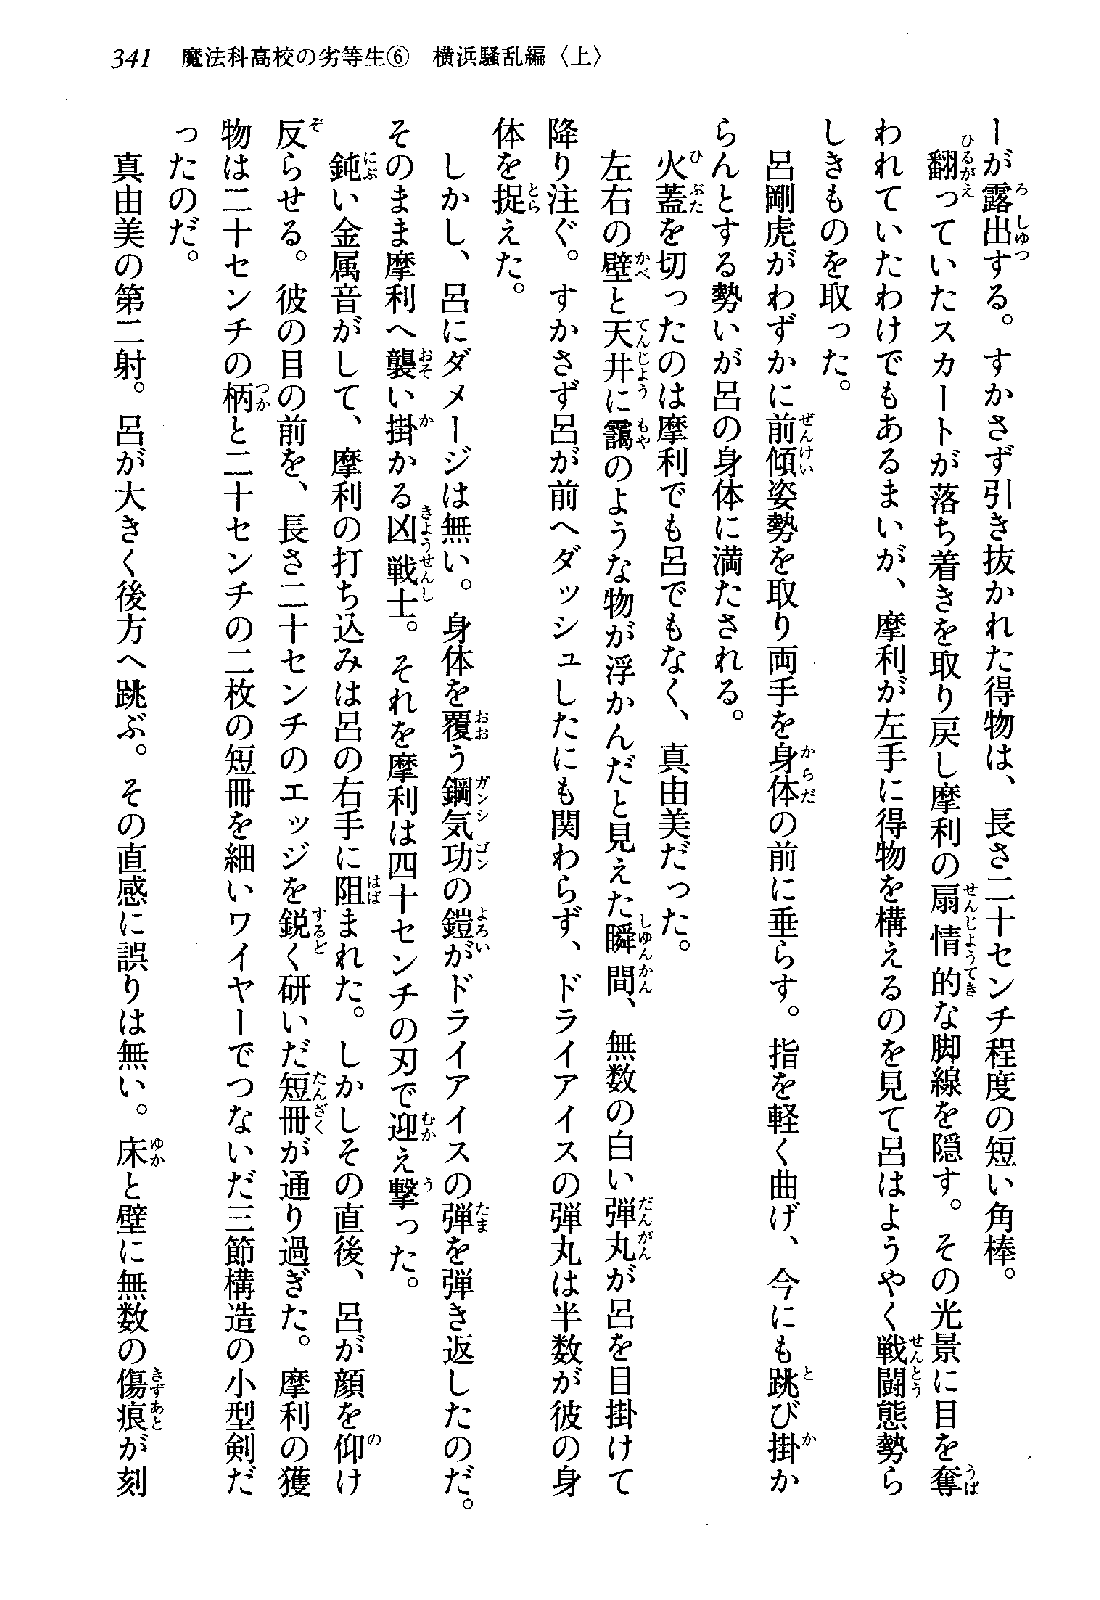 341　魔法科高校の劣等生⑥　横浜騒乱編〈上〉
ーが露出する。すかさず引き抜かれた得物は、長さ二十センチ程度の短い角棒。
　翻っていたスカートが落ち着きを取り戻し摩利の扇情的な脚線を隠す。その光景に目を奪
われていたわけでもあるまいが、摩利が左手に得物を構えるのを見て呂はようやく戦闘態勢ら
しきものを取った。
　呂剛虎がわずかに前傾姿勢を取り両手を身体の前に垂らす。指を軽く曲げ、今にも跳び掛か
らんとする勢いが呂の身体に満たされる。
　火蓋を切ったのは摩利でも呂でもなく、真由美だった。
　左右の壁と天井に靄のような物が浮かんだと見えた瞬間、無数の白い弾丸が呂を目掛けて
降り注ぐ。すかさず呂が前へダッシュしたにも関わらず、ドライアイスの弾丸は半数が彼の身
体を捉えた。
　しかし、呂にダメージは無い。身体を覆う鋼気功の鎧がドライアイスの弾を弾き返したのだ。
そのまま摩利へ襲い掛かる凶戦士。それを摩利は四十センチの刃で迎え撃った。
　鈍い金属音がして、摩利の打ち込みは呂の右手に阻まれた。しかしその直後、呂が顔を仰け
反らせる。彼の目の前を、長さ二十センチのエッジを鋭く研いだ短冊が通り過ぎた。摩利の獲
物は二十センチの柄と二十センチの二枚の短冊を細いワイヤーでつないだ三節構造の小型剣だ
ったのだ。
　真由美の第二射。呂が大きく後方へ跳ぶ。その直感に誤りは無い。床と壁に無数の傷痕が刻